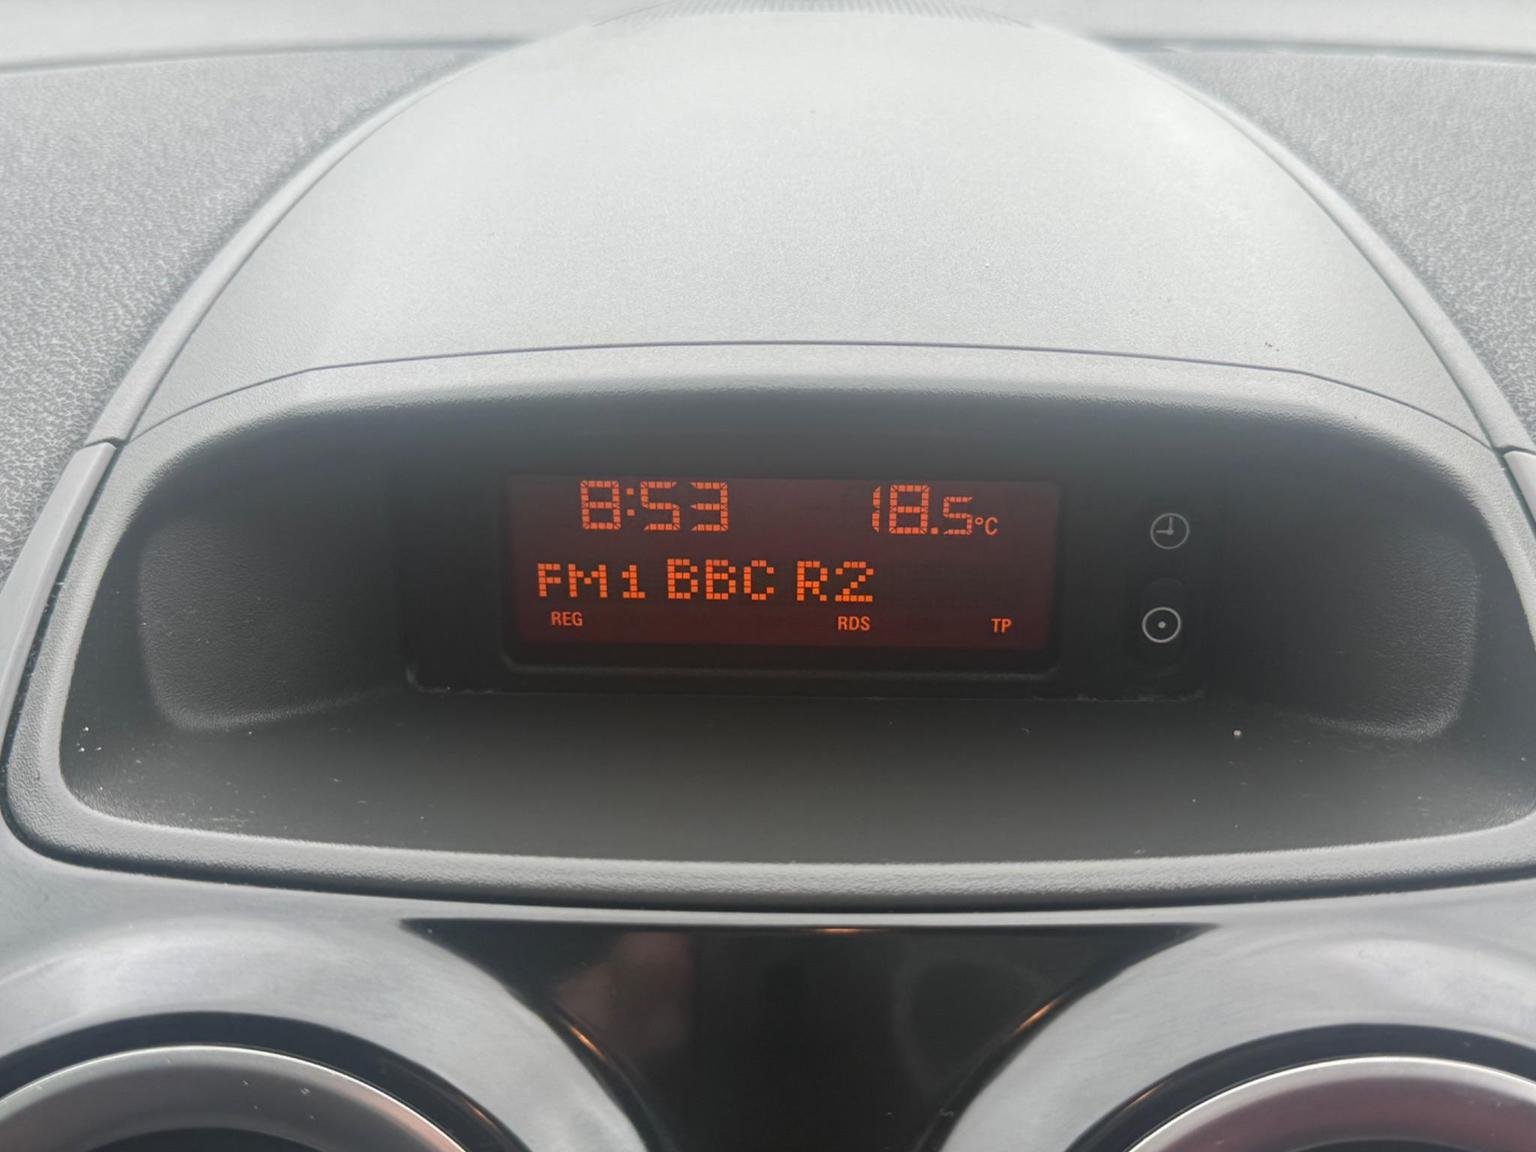 8:53 18.5°C
FM1 BBC R2
REG RDS TP